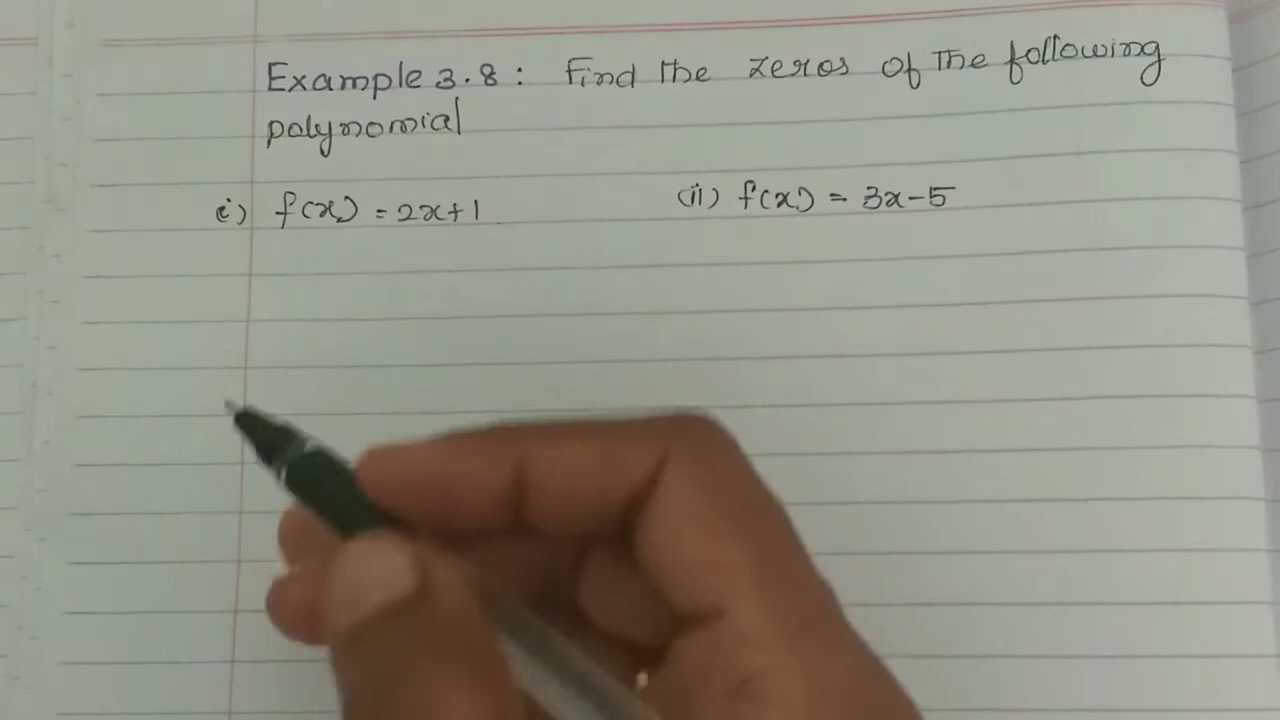 Example 3.8: Find the zeros of the following
polynomial
(i) f(x) = 2x+1 (ii) f(x) = 3x-5